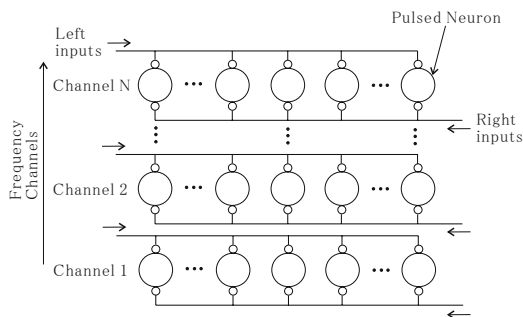 Pulsed Neuron
Left
inputs
Channel N
Right
inputs
Channel 2
Channel 1
Frequency
Channels